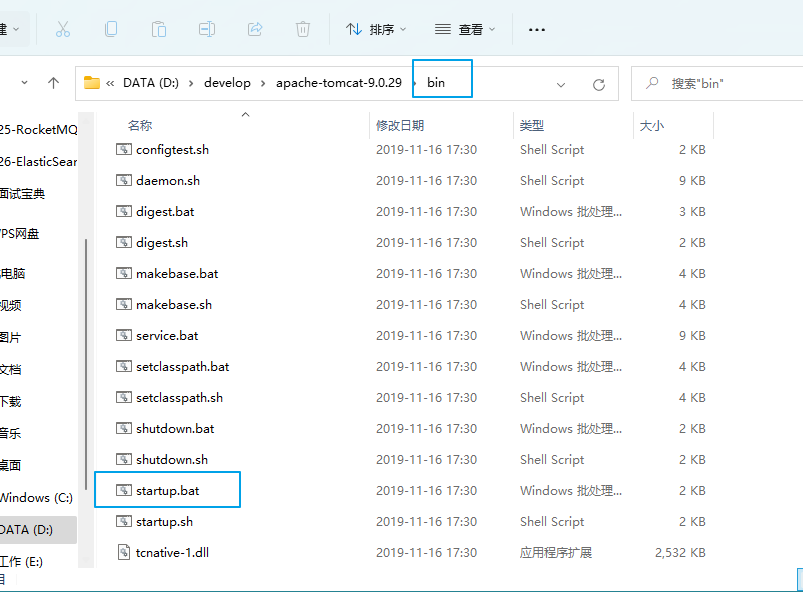 建
排序
查看
DATA (D:) develop apache-tomcat-9.0.29 bin
搜索"bin"
名称 修改日期 类型 大小
configtest.sh 2019-11-16 17:30 Shell Script 2 KB
daemon.sh 2019-11-16 17:30 Shell Script 9 KB
digest.bat 2019-11-16 17:30 Windows 批处理... 3 KB
digest.sh 2019-11-16 17:30 Shell Script 2 KB
makebase.bat 2019-11-16 17:30 Windows 批处理... 4 KB
makebase.sh 2019-11-16 17:30 Shell Script 4 KB
service.bat 2019-11-16 17:30 Windows 批处理... 9 KB
setclasspath.bat 2019-11-16 17:30 Windows 批处理... 4 KB
setclasspath.sh 2019-11-16 17:30 Shell Script 4 KB
shutdown.bat 2019-11-16 17:30 Windows 批处理... 2 KB
shutdown.sh 2019-11-16 17:30 Shell Script 2 KB
startup.bat 2019-11-16 17:30 Windows 批处理... 2 KB
startup.sh 2019-11-16 17:30 Shell Script 2 KB
tcnative-1.dll 2019-11-16 17:30 应用程序扩展 2,532 KB
25-RocketMQ
26-ElasticSear
面试宝典
WPS网盘
电脑
视频
图片
文档
下载
音乐
桌面
Windows (C:)
DATA (D:)
工作 (E:)